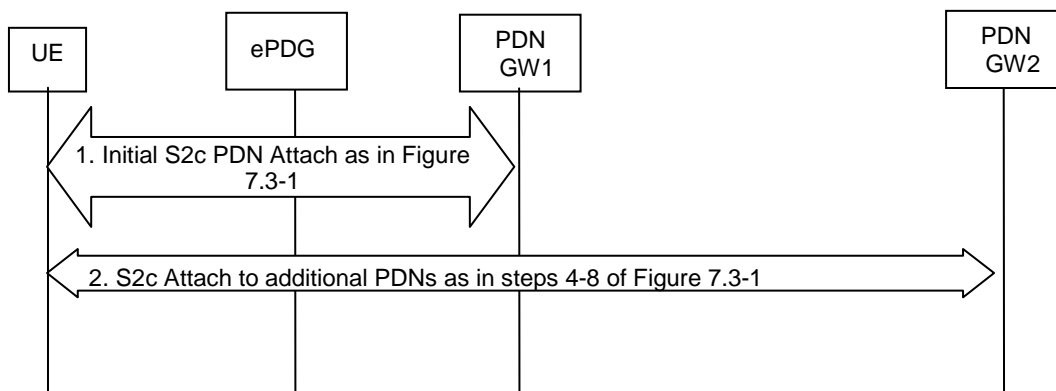 UE
ePDG
PDN
GW1
PDN
GW2
1. Initial S2c PDN Attach as in Figure
7.3-1
2. S2c Attach to additional PDNs as in steps 4-8 of Figure 7.3-1